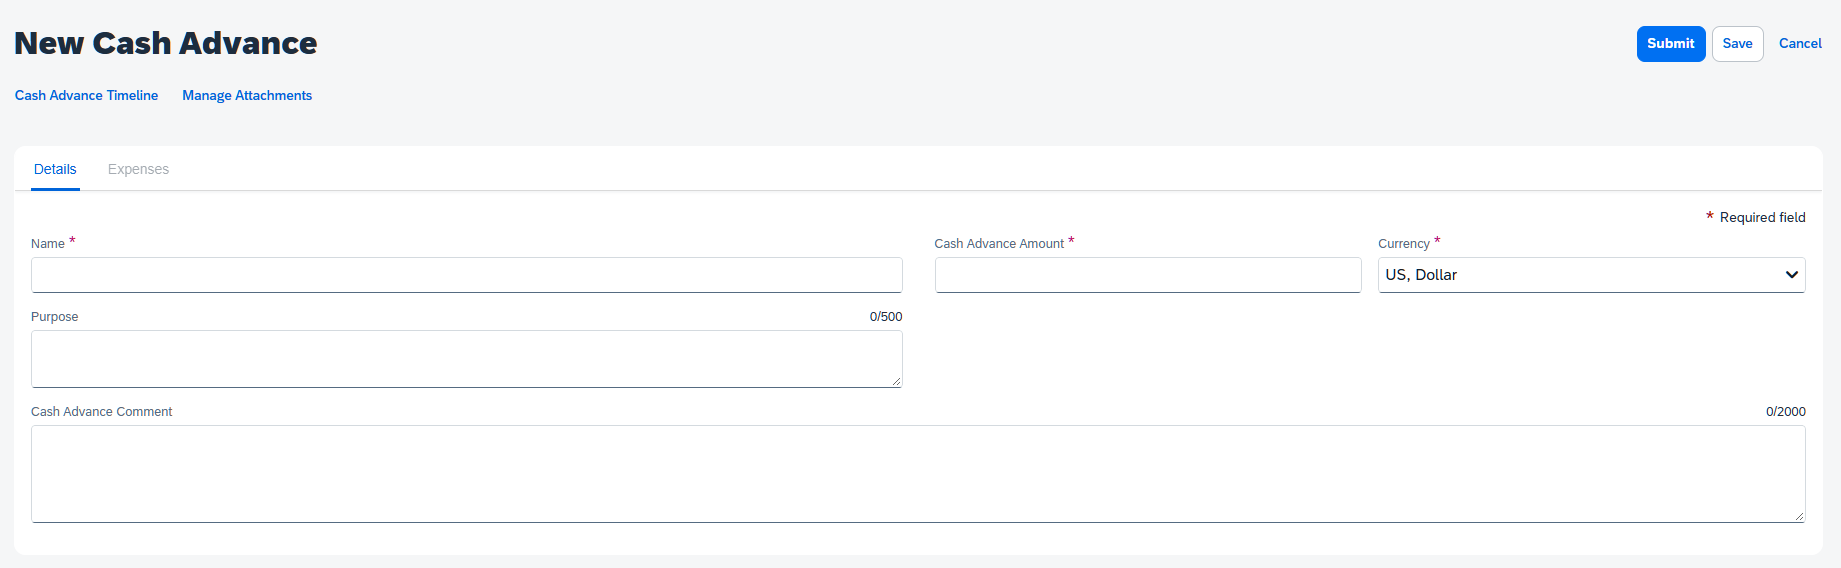 New Cash Advance
Submit Save Cancel
Cash Advance Timeline Manage Attachments
Details Expenses
* Required field
Name * Cash Advance Amount * Currency *
US, Dollar
Purpose 0/500
Cash Advance Comment 0/2000